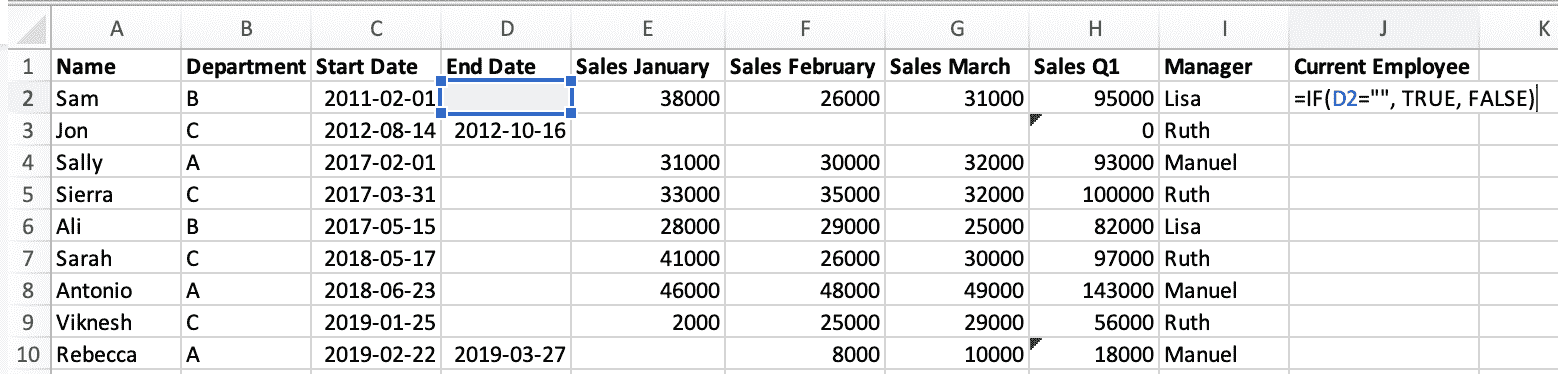 A B C D E F G H I J K
1 Name Department Start Date End Date Sales January Sales February Sales March Sales Q1 Manager Current Employee
2 Sam B 2011-02-01 38000 26000 31000 95000 Lisa =IF(D2="", TRUE, FALSE)
3 Jon C 2012-08-14 2012-10-16 0 Ruth
4 Sally A 2017-02-01 31000 30000 32000 93000 Manuel
5 Sierra C 2017-03-31 33000 35000 32000 100000 Ruth
6 Ali B 2017-05-15 28000 29000 25000 82000 Lisa
7 Sarah C 2018-05-17 41000 26000 30000 97000 Ruth
8 Antonio A 2018-06-23 46000 48000 49000 143000 Manuel
9 Viknesh C 2019-01-25 2000 25000 29000 56000 Ruth
10 Rebecca A 2019-02-22 2019-03-27 8000 10000 18000 Manuel